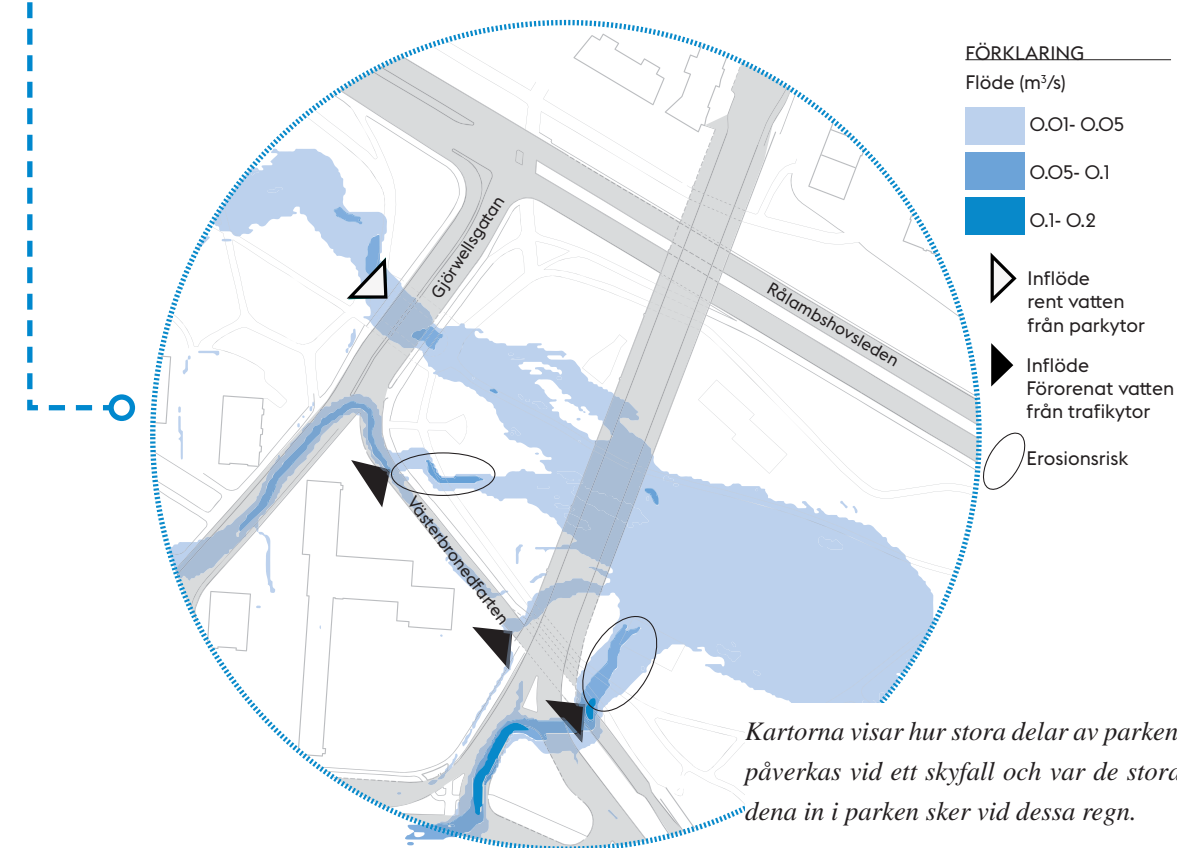 FÖRKLARING
Flöde (m³/s)
0.01- 0.05
0.05- 0.1
0.1- 0.2
Inflöde
rent vatten
från parkytor
Inflöde
Förorenat vatten
från trafikytor
Erosionsrisk
Gjörwellsgatan
Rålambshovsleden
Västerbronedfarten
Kartorna visar hur stora delar av parken
påverkas vid ett skyfall och var de stora
dena in i parken sker vid dessa regn.